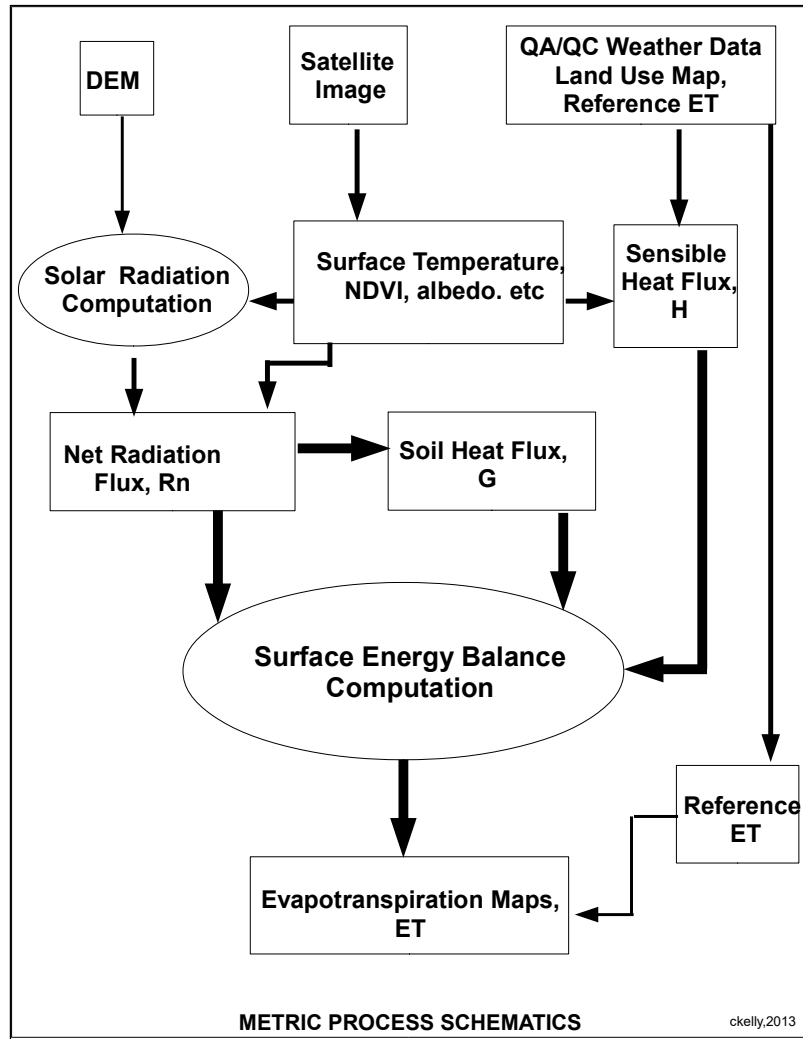 DEM
Satellite
Image
QA/QC Weather Data
Land Use Map,
Reference ET
Solar Radiation
Computation
Surface Temperature,
NDVI, albedo. etc
Sensible
Heat Flux,
H
Net Radiation
Flux, Rn
Soil Heat Flux,
G
Surface Energy Balance
Computation
Reference
ET
Evapotranspiration Maps,
ET
METRIC PROCESS SCHEMATICS
ckelly,2013